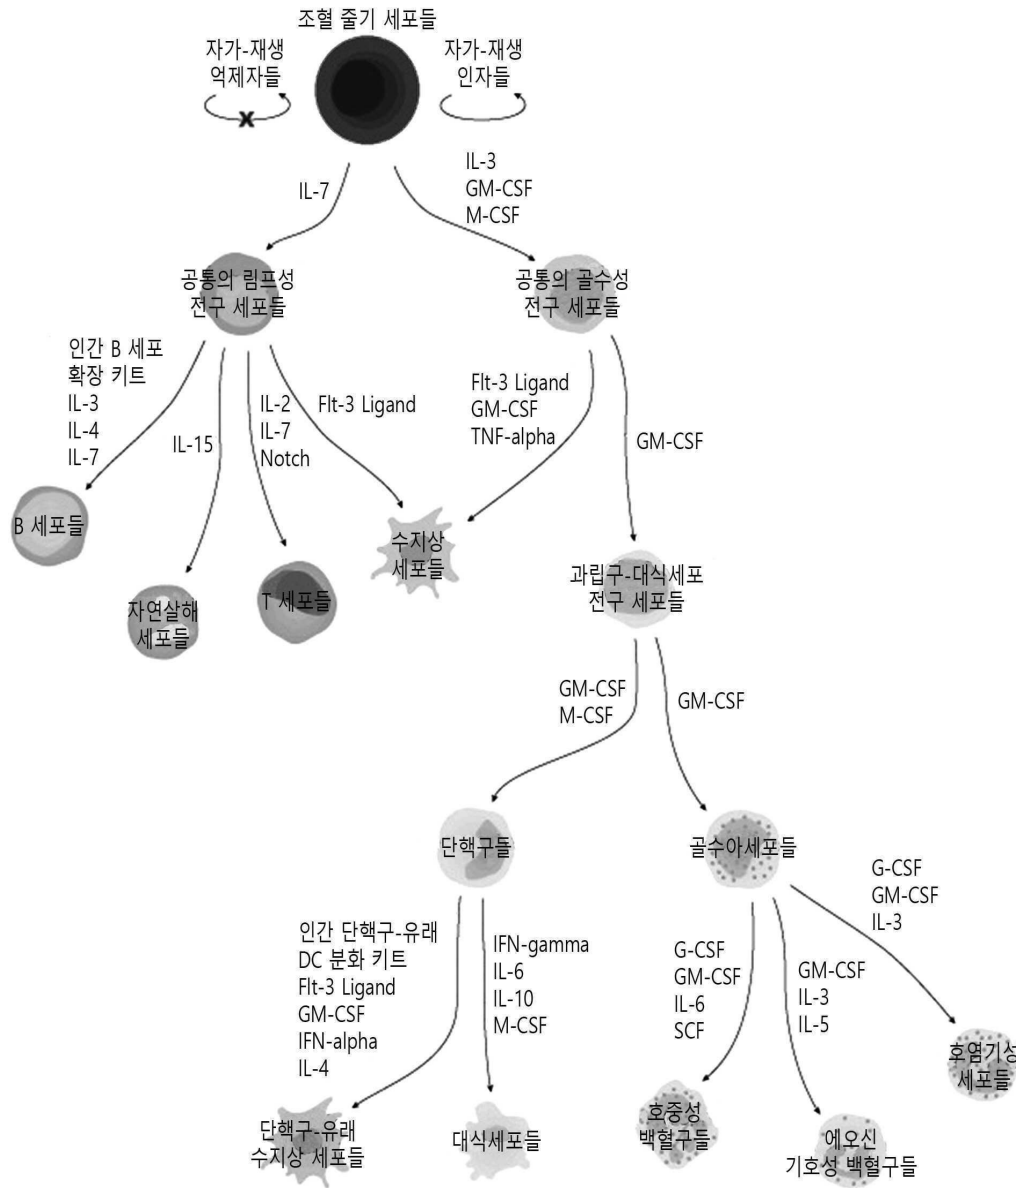 조혈 줄기 세포들
자가-재생
억제자들
자가-재생
인자들
X
IL-7
IL-3
GM-CSF
M-CSF
공통의 림프성
전구 세포들
공통의 골수성
전구 세포들
인간 B 세포
확장 키트
IL-3
IL-4
IL-7
IL-15
IL-2
IL-7
Notch
Flt-3 Ligand
Flt-3 Ligand
GM-CSF
TNF-alpha
GM-CSF
B 세포들
자연살해
세포들
T 세포들
수지상
세포들
과립구-대식세포
전구 세포들
GM-CSF
M-CSF
GM-CSF
단핵구들
골수아세포들
인간 단핵구-유래
DC 분화 키트
Flt-3 Ligand
GM-CSF
IFN-alpha
IL-4
IFN-gamma
IL-6
IL-10
M-CSF
G-CSF
GM-CSF
IL-6
SCF
GM-CSF
IL-3
IL-5
G-CSF
GM-CSF
IL-3
단핵구-유래
수지상 세포들
대식세포들
호중성
백혈구들
에오신
기호성 백혈구들
호염기성
세포들